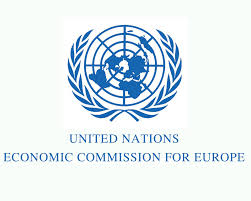 UNITED NATIONS
ECONOMIC COMMISSION FOR EUROPE